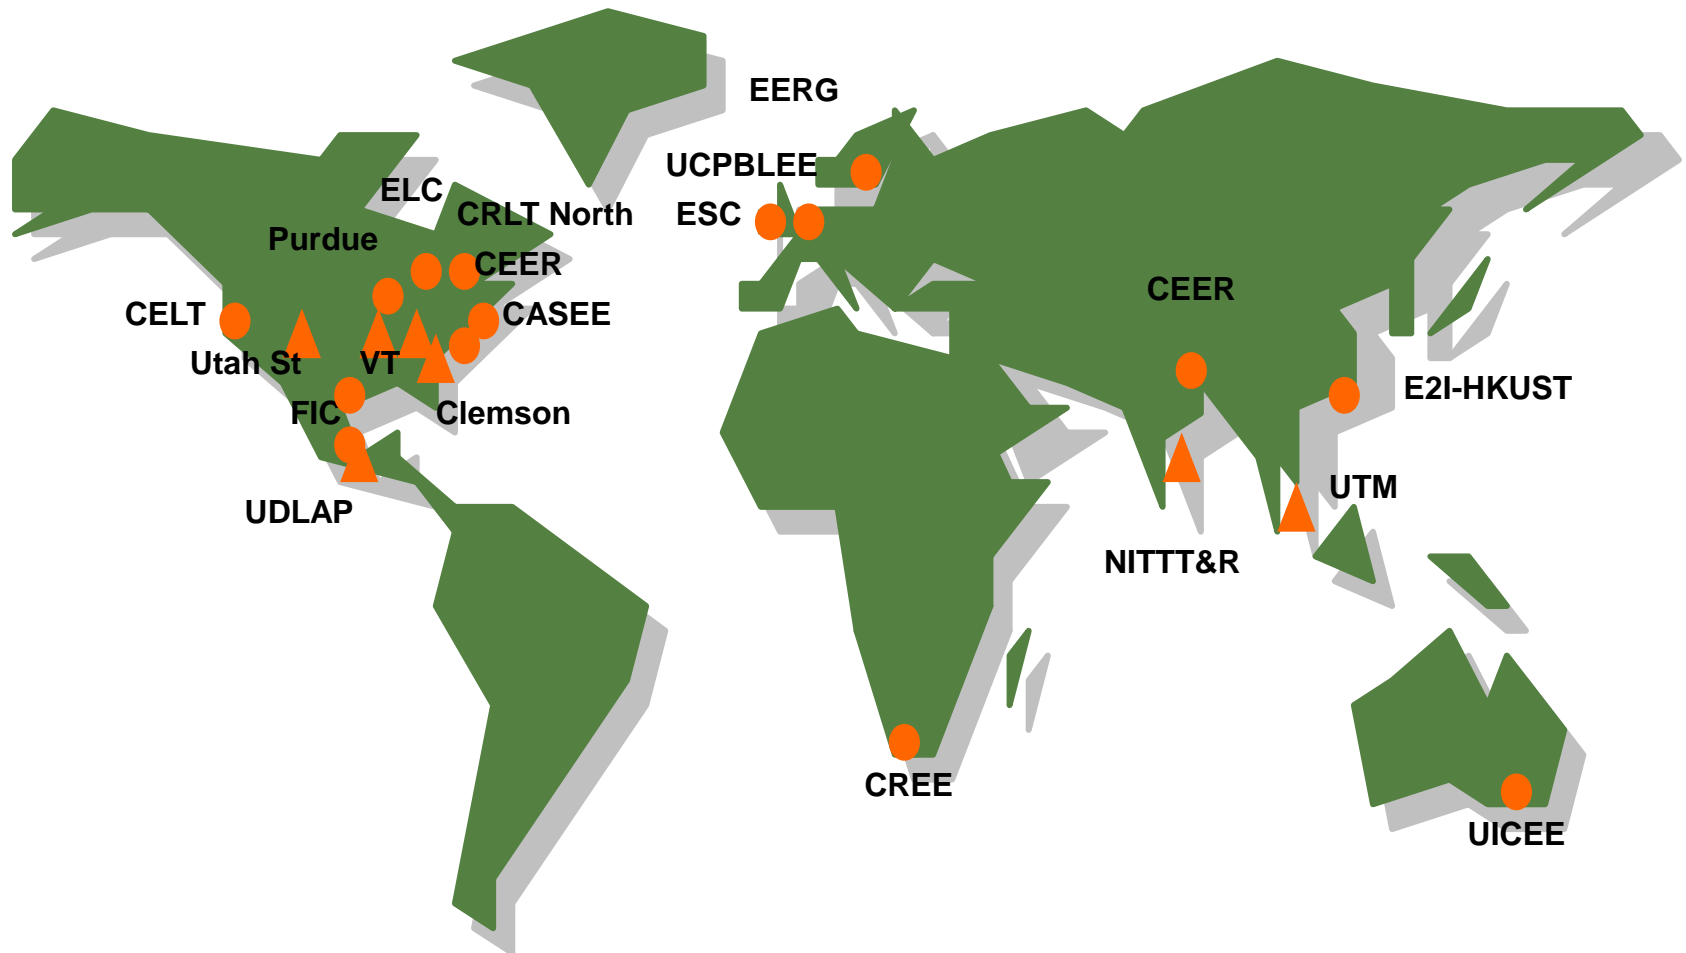 EERG
UCPBLEE
ELC
CRLT North
ESC
Purdue
CEER
CEER
CELT
CASEE
Utah St
VT
E2I-HKUST
FIC
Clemson
UTM
UDLAP
NITTT&R
CREE
UICEE